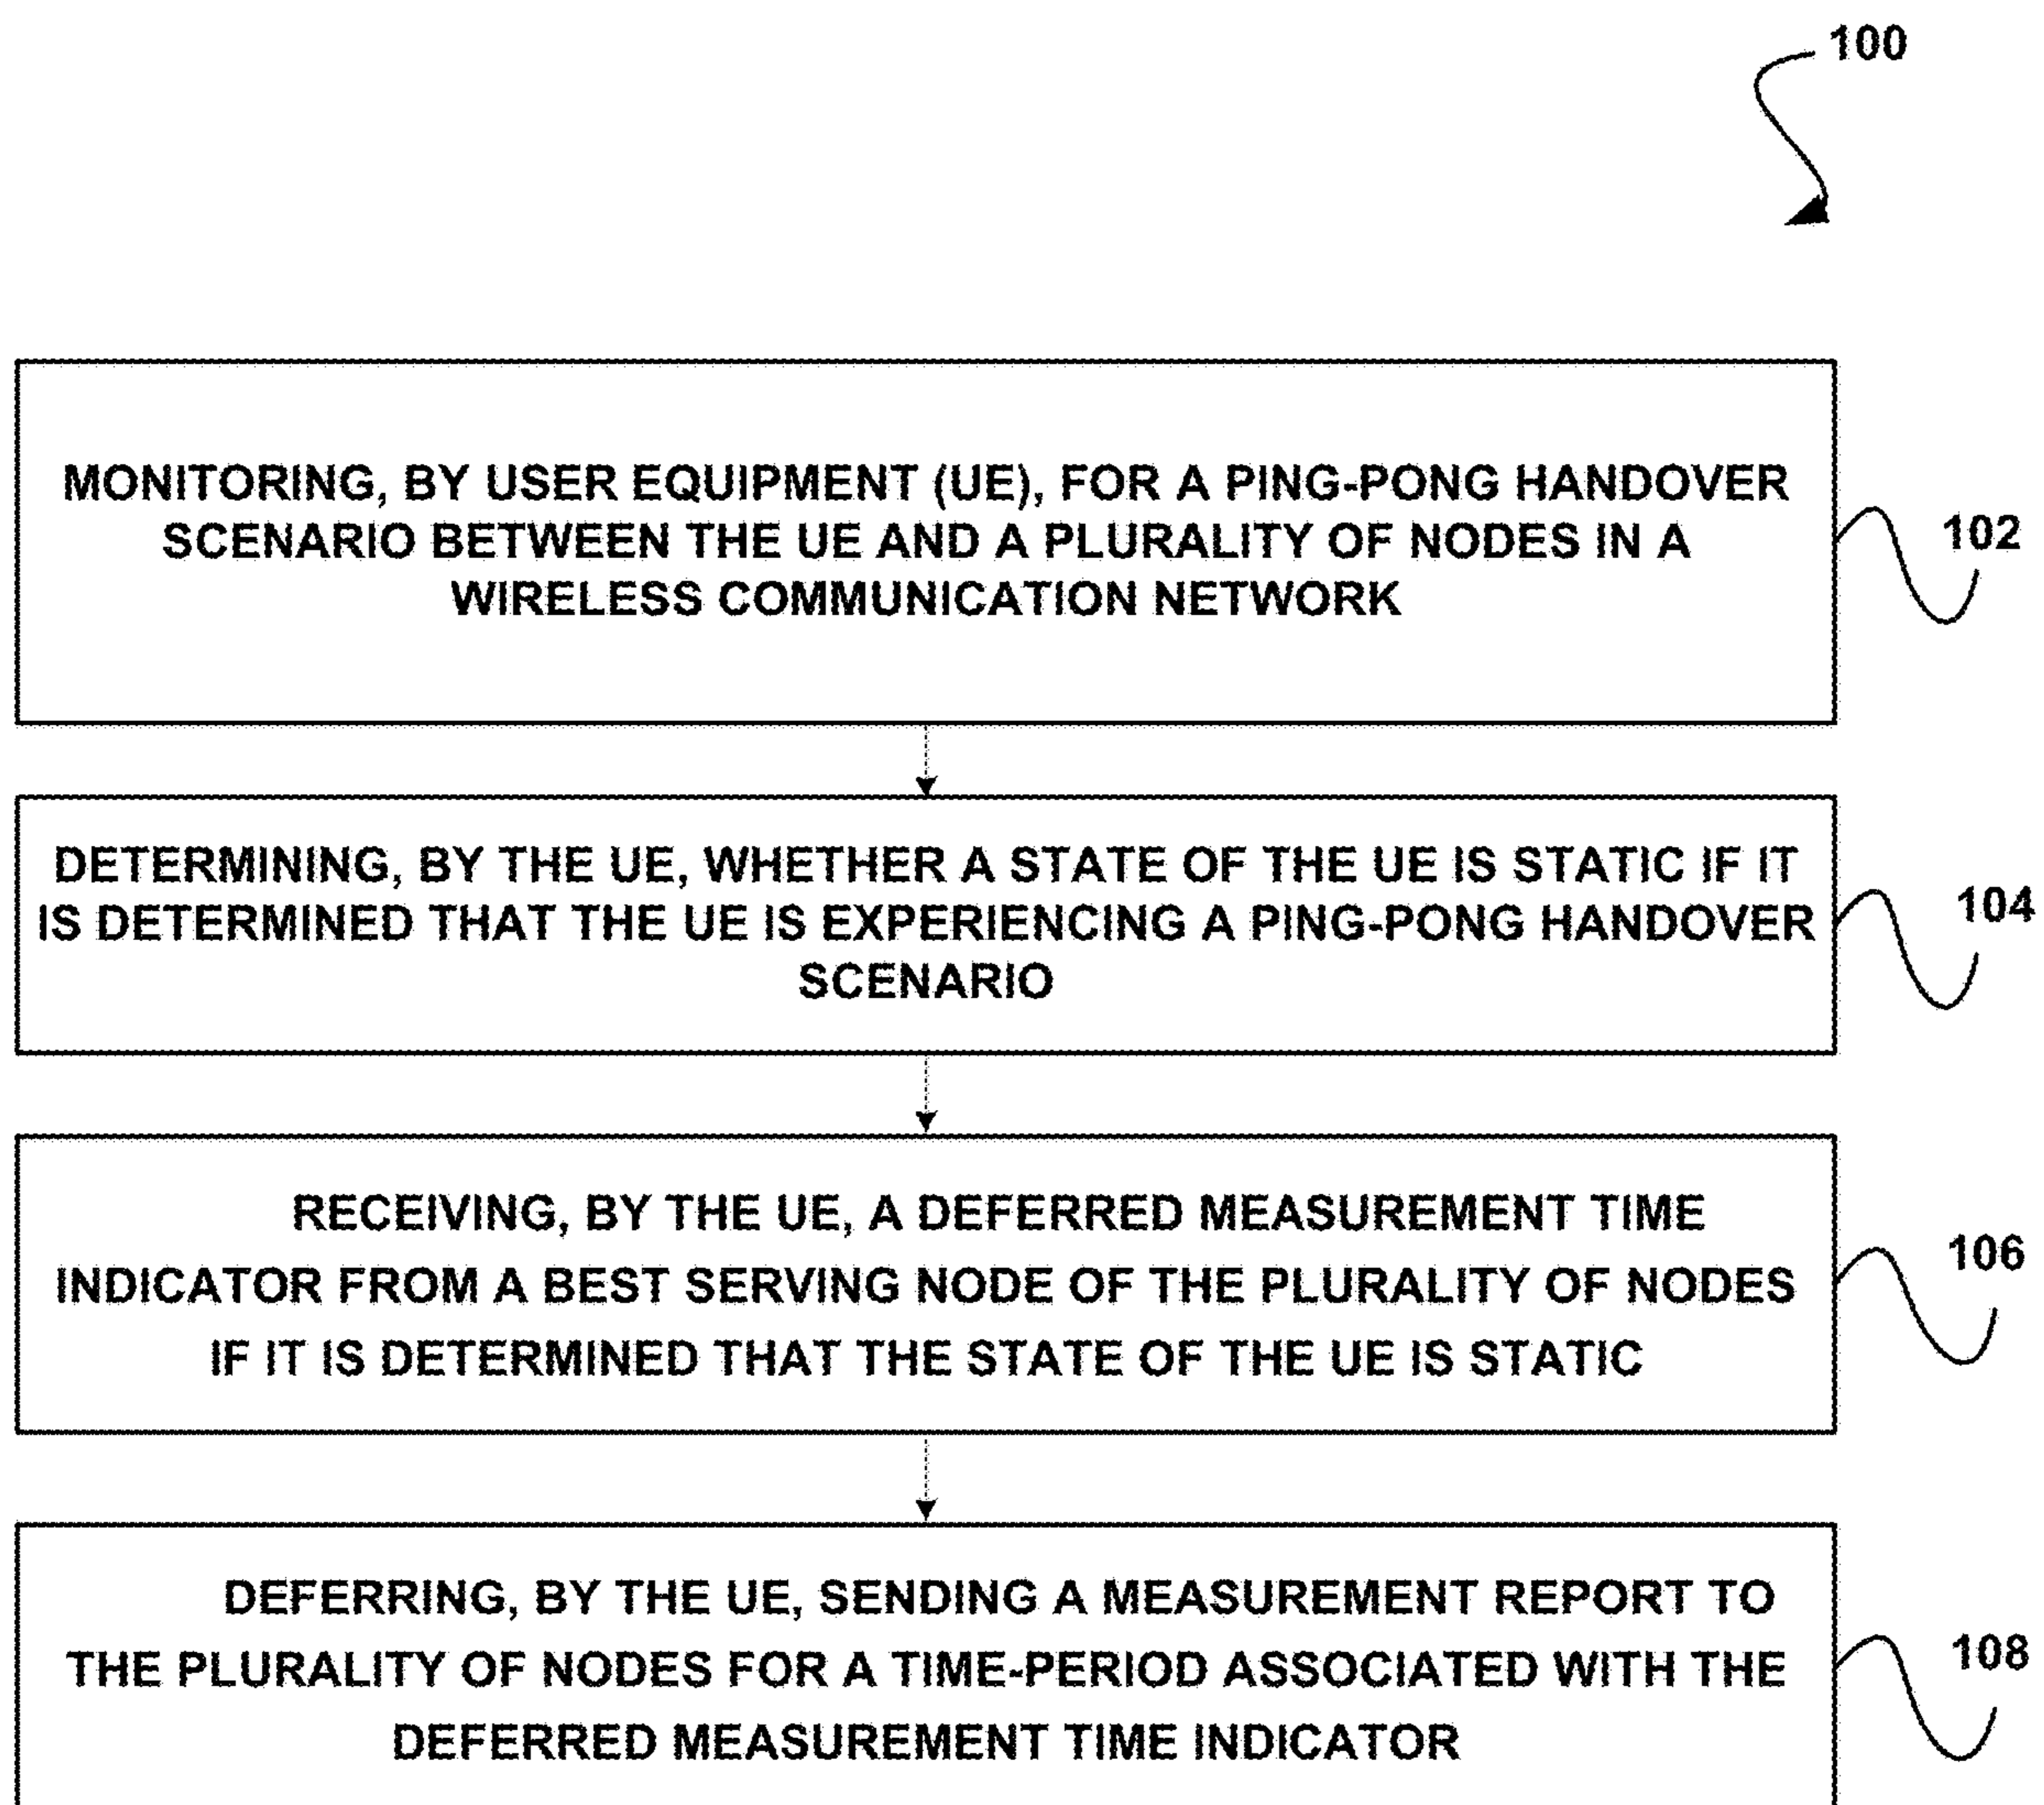 100
MONITORING, BY USER EQUIPMENT (UE), FOR A PING-PONG HANDOVER
SCENARIO BETWEEN THE UE AND A PLURALITY OF NODES IN A
WIRELESS COMMUNICATION NETWORK
102
DETERMINING, BY THE UE, WHETHER A STATE OF THE UE IS STATIC IF IT
IS DETERMINED THAT THE UE IS EXPERIENCING A PING-PONG HANDOVER
SCENARIO
104
RECEIVING, BY THE UE, A DEFERRED MEASUREMENT TIME
INDICATOR FROM A BEST SERVING NODE OF THE PLURALITY OF NODES
IF IT IS DETERMINED THAT THE STATE OF THE UE IS STATIC
106
DEFERRING, BY THE UE, SENDING A MEASUREMENT REPORT TO
THE PLURALITY OF NODES FOR A TIME-PERIOD ASSOCIATED WITH THE
DEFERRED MEASUREMENT TIME INDICATOR
108